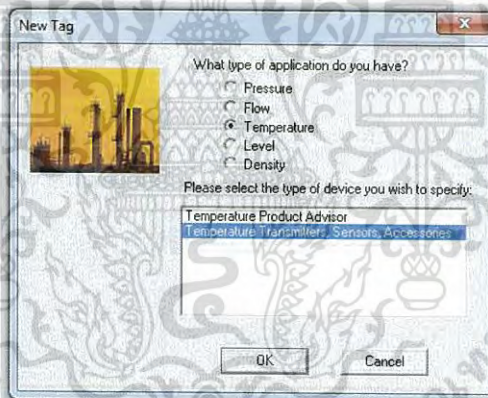 New Tag
What type of application do you have?
Pressure
Flow
Temperature
Level
Density
Please select the type of device you wish to specify:
Temperature Product Advisor
Temperature Transmitters, Sensors, Accessories
OK
Cancel